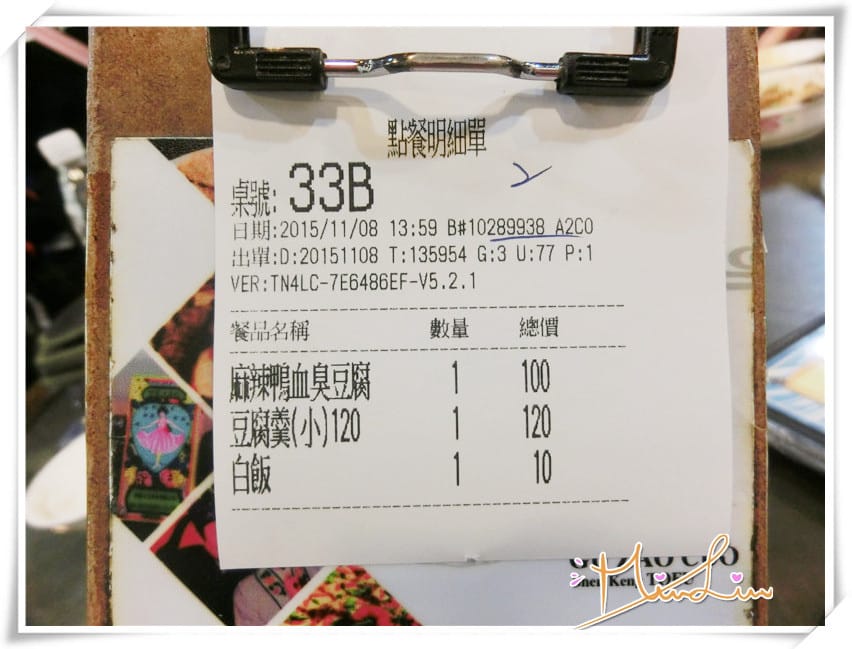 點餐明細單
桌號: 33B
日期:2015/11/08 13:59 B#10289938 A2C0
出單:D:20151108 T:135954 G:3 U:77 P:1
VER:TN4LC-7E6486EF-V5.2.1
餐品名稱 數量 總價
麻辣鴨血臭豆腐 1 100
豆腐羹(小)120 1 120
白飯 1 10
TOFU